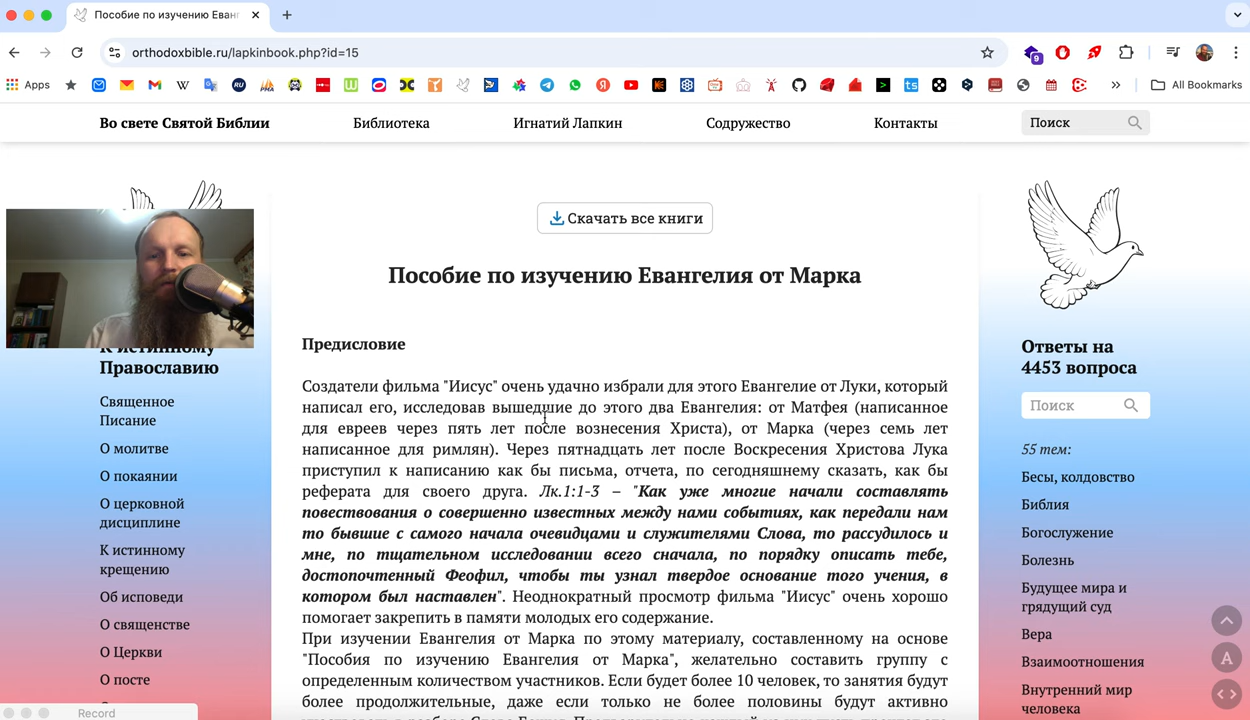 Пособие по изучению Еванг
orthodoxbible.ru/lapkinbook.php?id=15
9
Apps
All Bookmarks
Во свете Святой Библии
Библиотека
Игнатий Лапкин
Содружество
Контакты
Поиск
Скачать все книги
Пособие по изучению Евангелия от Марка
Предисловие
Создатели фильма "Иисус" очень удачно избрали для этого Евангелие от Луки, который
написал его, исследовав вышедшие до этого два Евангелия: от Матфея (написанное
для евреев через пять лет после вознесения Христа), от Марка (через семь лет
написанное для римлян). Через пятнадцать лет после Воскресения Христова Лука
приступил к написанию как бы письма, отчета, по сегодняшнему сказать, как бы
реферата для своего друга. Лк.1:1-3 – "Как уже многие начали составлять
повествования о совершенно известных между нами событиях, как передали нам
то бывшие с самого начала очевидцами и служителями Слова, то рассудилось и
мне, по тщательном исследовании всего сначала, по порядку описать тебе,
достопочтенный Феофил, чтобы ты узнал твердое основание того учения, в
котором был наставлен". Неоднократный просмотр фильма "Иисус" очень хорошо
помогает закрепить в памяти молодых его содержание.
При изучении Евангелия от Марка по этому материалу, составленному на основе
"Пособия по изучению Евангелия от Марка", желательно составить группу с
определенным количеством участников. Если будет более 10 человек, то занятия будут
более продолжительные, даже если только не более половины будут активно
К истинному
Православию
Священное
Писание
О молитве
О покаянии
О церковной
дисциплине
К истинному
крещению
Об исповеди
О священстве
О Церкви
О посте
Ответы на
4453 вопроса
Поиск
55 тем:
Бесы, колдовство
Библия
Богослужение
Болезнь
Будущее мира и
грядущий суд
Вера
Взаимоотношения
Внутренний мир
человека
A
Record